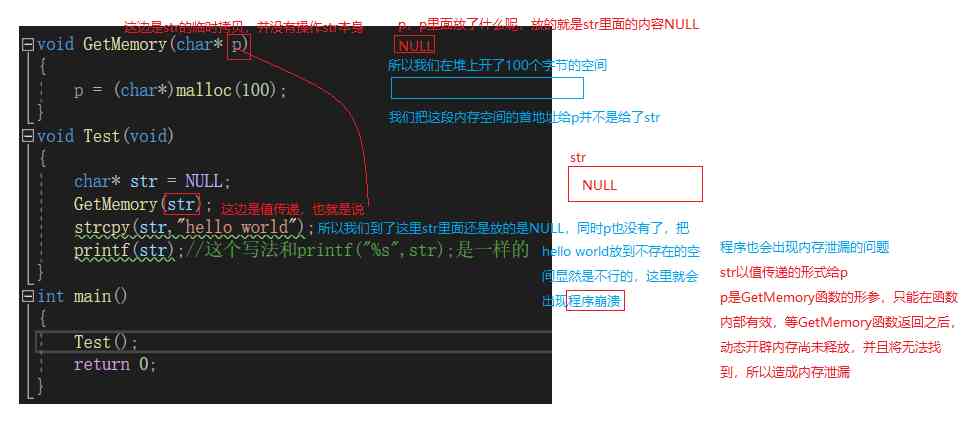 这边是str的临时拷贝，并没有操作str本身
p，p里面放了什么呢，放的就是str里面的内容NULL
void GetMemory(char* p)
NULL
{
所以我们在堆上开了100个字节的空间
p = (char*)malloc(100);
}
我们把这段内存空间的首地址给p并不是给了str
void Test(void)
{
str
char* str = NULL;
NULL
GetMemory(str);
这边是值传递，也就是说
strcpy(str,"hello world");
所以我们到了这里str里面还是放的是NULL，同时p也没有了，把
printf(str);//这个写法和printf("%s",str);是一样的
hello world放到不存在的空
间显然是不行的，这里就会
出现程序崩溃
}
int main()
{
Test();
return 0;
}
程序也会出现内存泄漏的问题
str以值传递的形式给p
p是GetMemory函数的形参，只能在函数
内部有效，等GetMemory函数返回之后，
动态开辟内存尚未释放，并且将无法找
到，所以造成内存泄漏